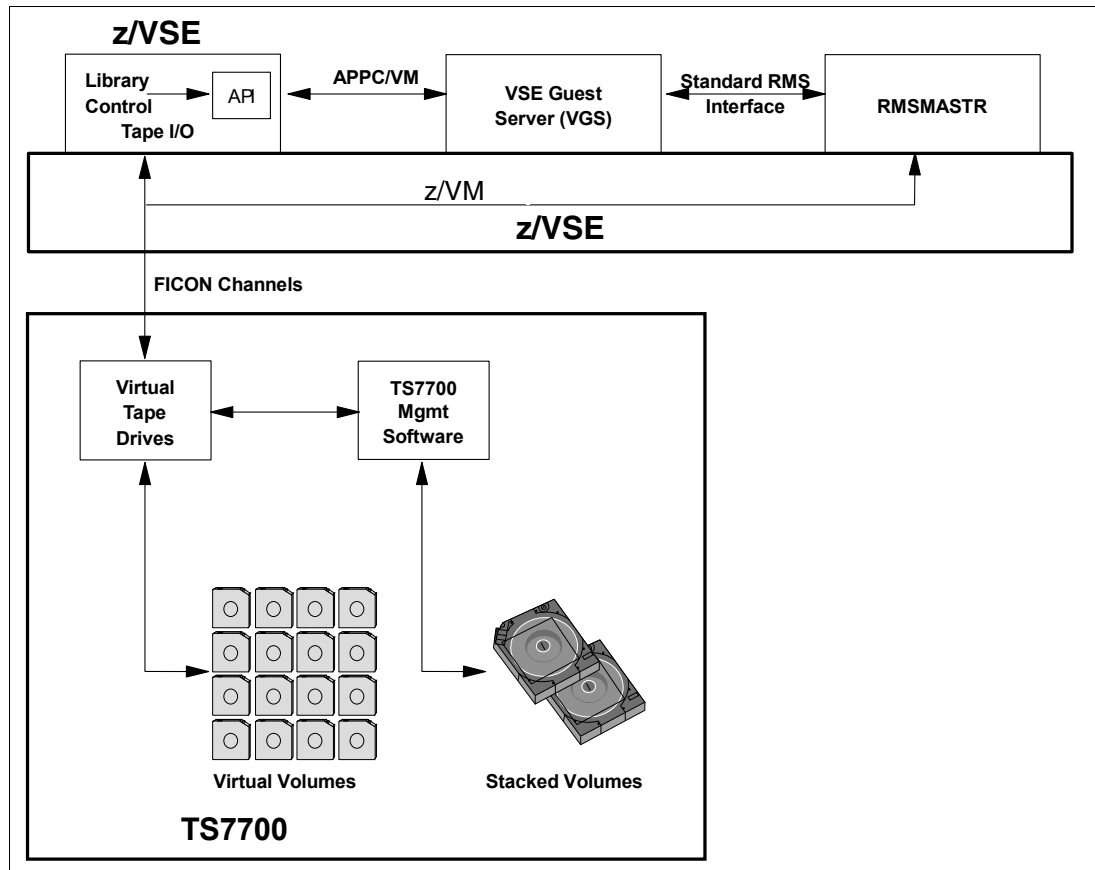 z/VSE
Library
Control
API
Tape I/O
APPC/VM
VSE Guest
Server (VGS)
Standard RMS
Interface
RMSMASTR
z/VM
z/VSE
FICON Channels
Virtual
Tape
Drives
TS7700
Mgmt
Software
Virtual Volumes
Stacked Volumes
TS7700